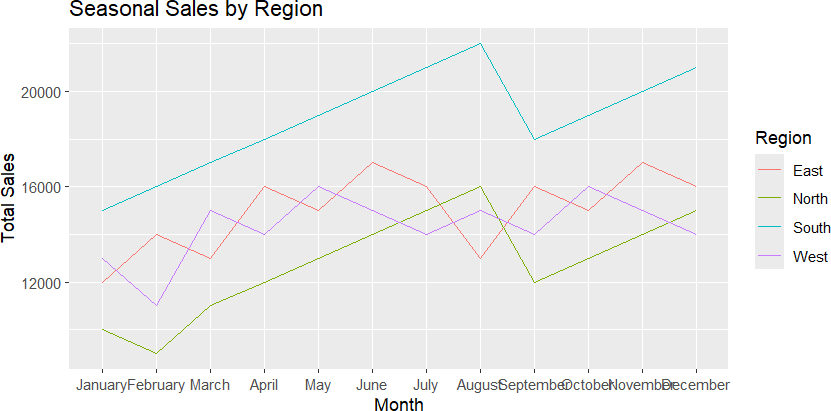 Seasonal Sales by Region
Total Sales
20000
16000
12000
January February March April May June July August September October November December
Month
Region
East
North
South
West